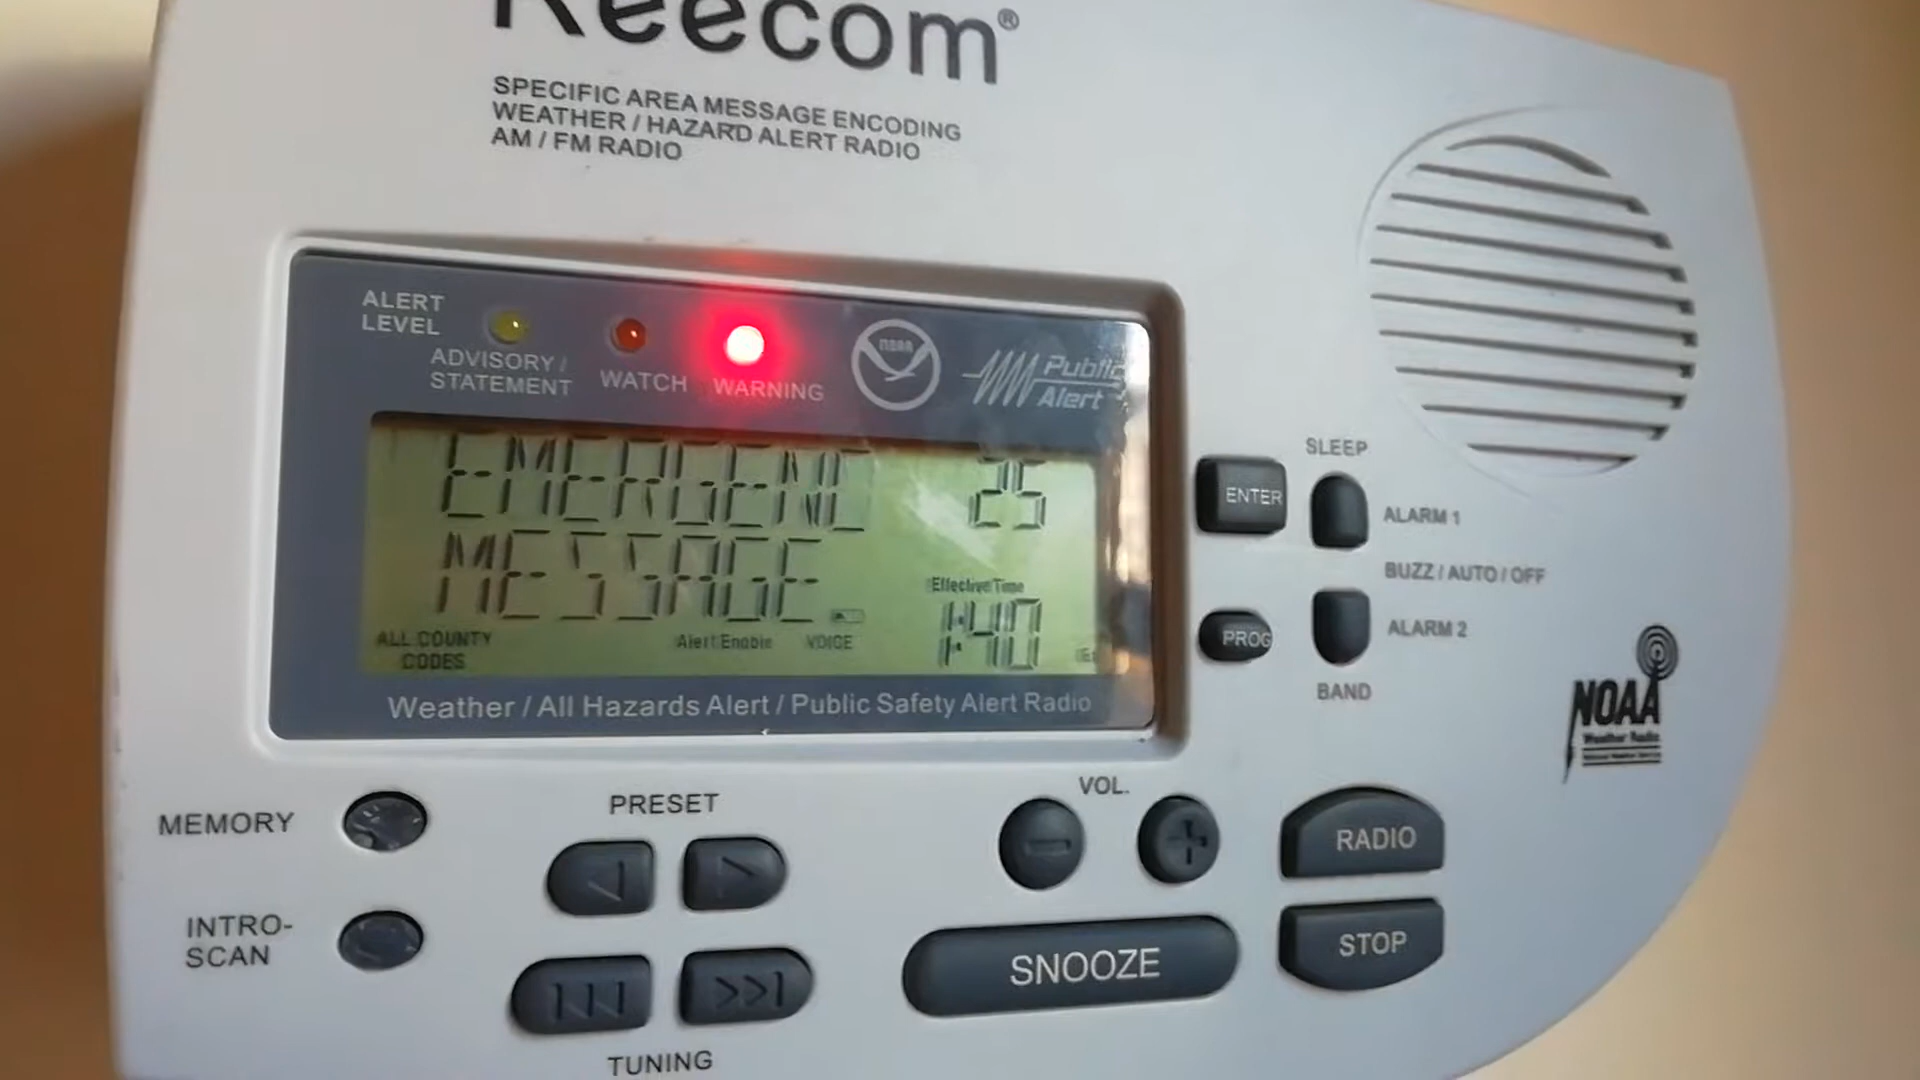 Reecom®
SPECIFIC AREA MESSAGE ENCODING
WEATHER / HAZARD ALERT RADIO
AM / FM RADIO
ALERT
LEVEL
ADVISORY /
STATEMENT
WATCH
WARNING
NOAA
Public
Alert
EMERGENC 25
MESSAGE
Effective Time
1:40
ALL COUNTY
CODES
Alert Enable
VOICE
Weather / All Hazards Alert / Public Safety Alert Radio
SLEEP
ENTER
ALARM 1
BUZZ / AUTO / OFF
PROG
ALARM 2
BAND
NOAA
Weather Radio
MEMORY
PRESET
VOL.
RADIO
INTRO-
SCAN
SNOOZE
STOP
TUNING